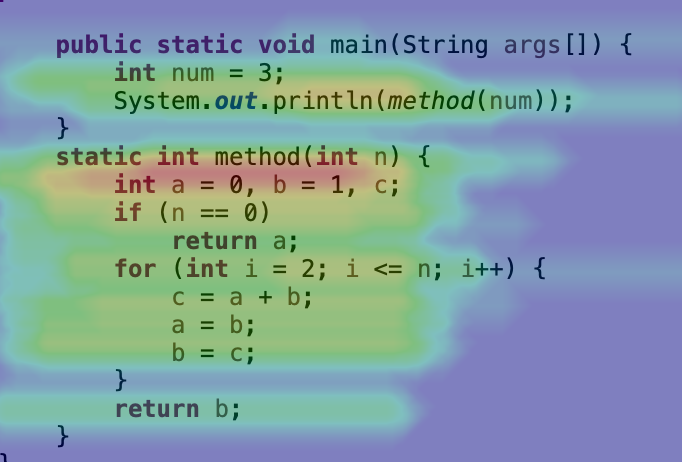 public static void main(String args[]) {
int num = 3;
System.out.println(method(num));
}
static int method(int n) {
int a = 0, b = 1, c;
if (n == 0)
return a;
for (int i = 2; i <= n; i++) {
c = a + b;
a = b;
b = c;
}
return b;
}
}